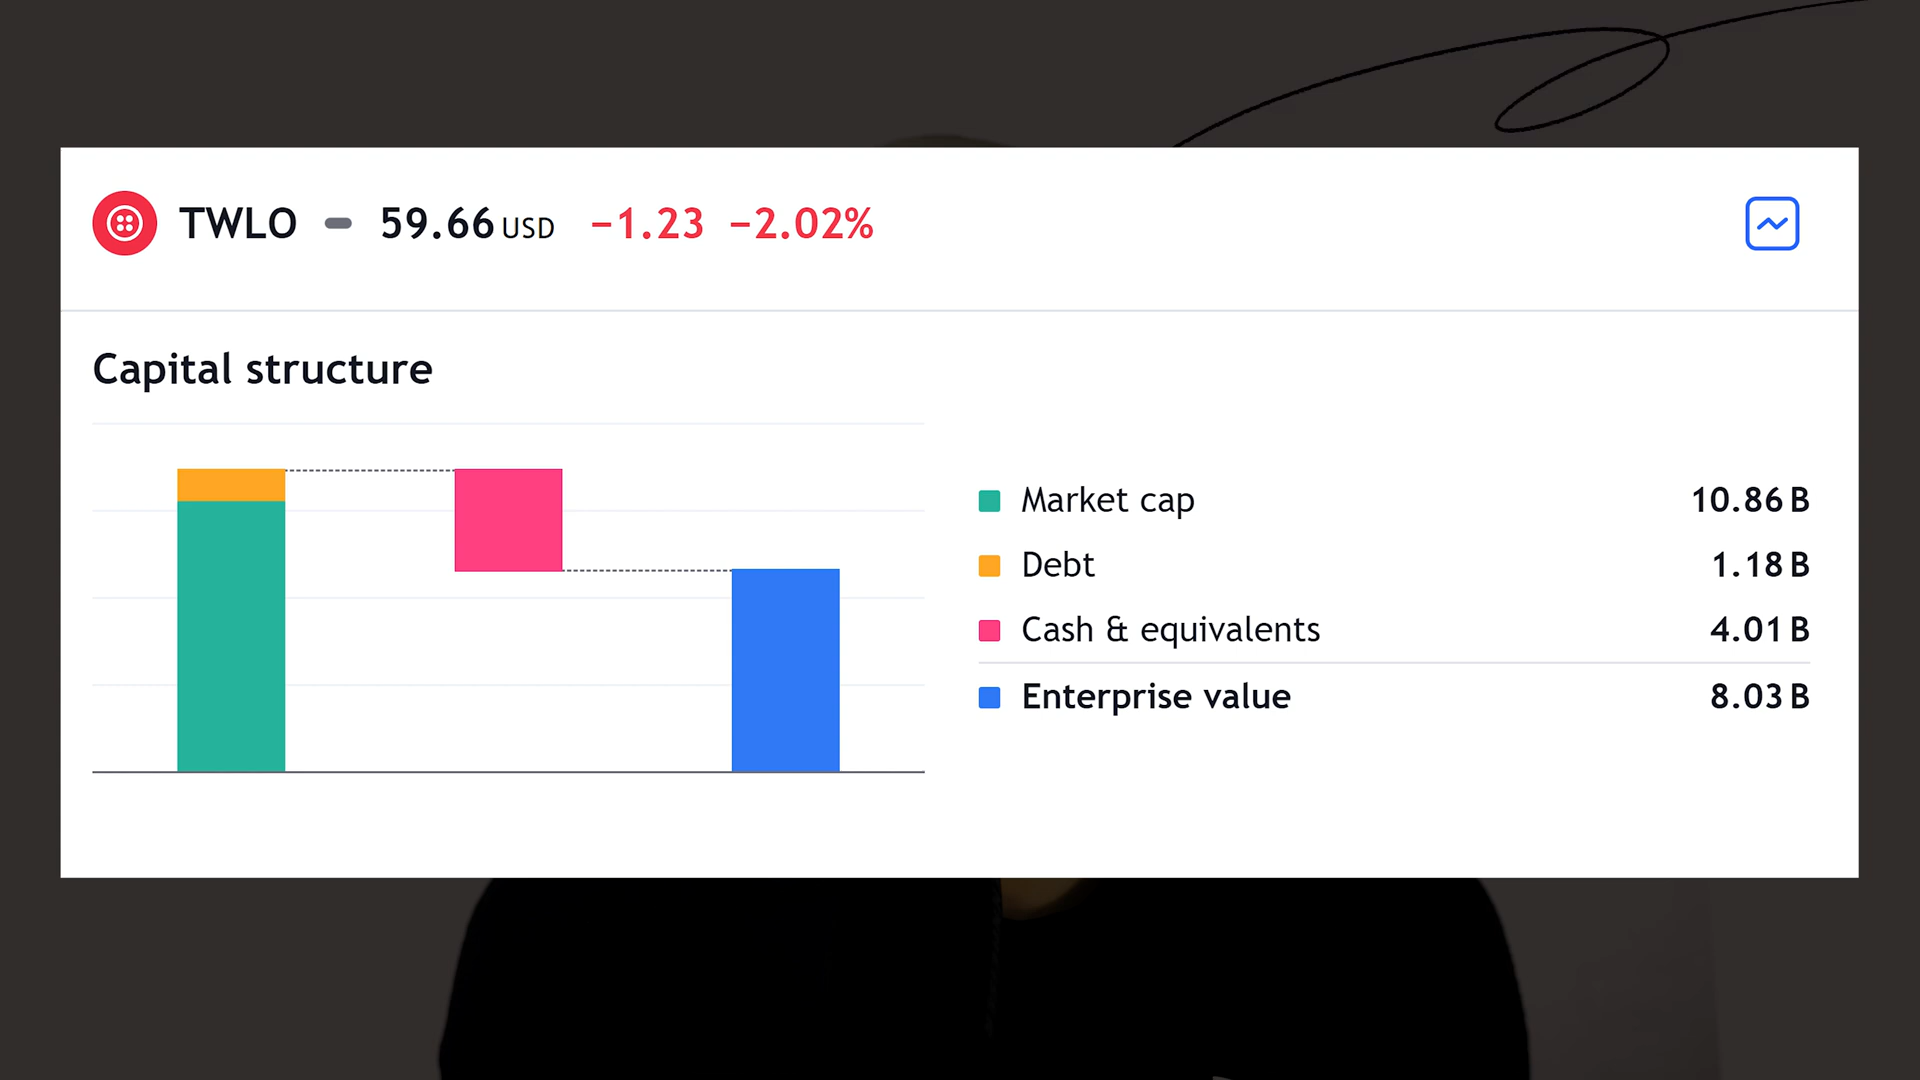 TWLO 59.66 USD −1.23 −2.02%
Capital structure
Market cap 10.86 B
Debt 1.18 B
Cash & equivalents 4.01 B
Enterprise value 8.03 B